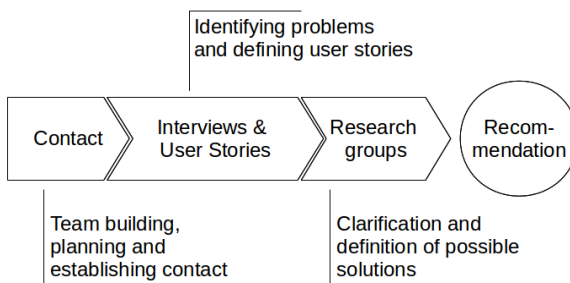 Identifying problems
and defining user stories
Contact
Interviews &
User Stories
Research
groups
Recom-
mendation
Team building,
planning and
establishing contact
Clarification and
definition of possible
solutions